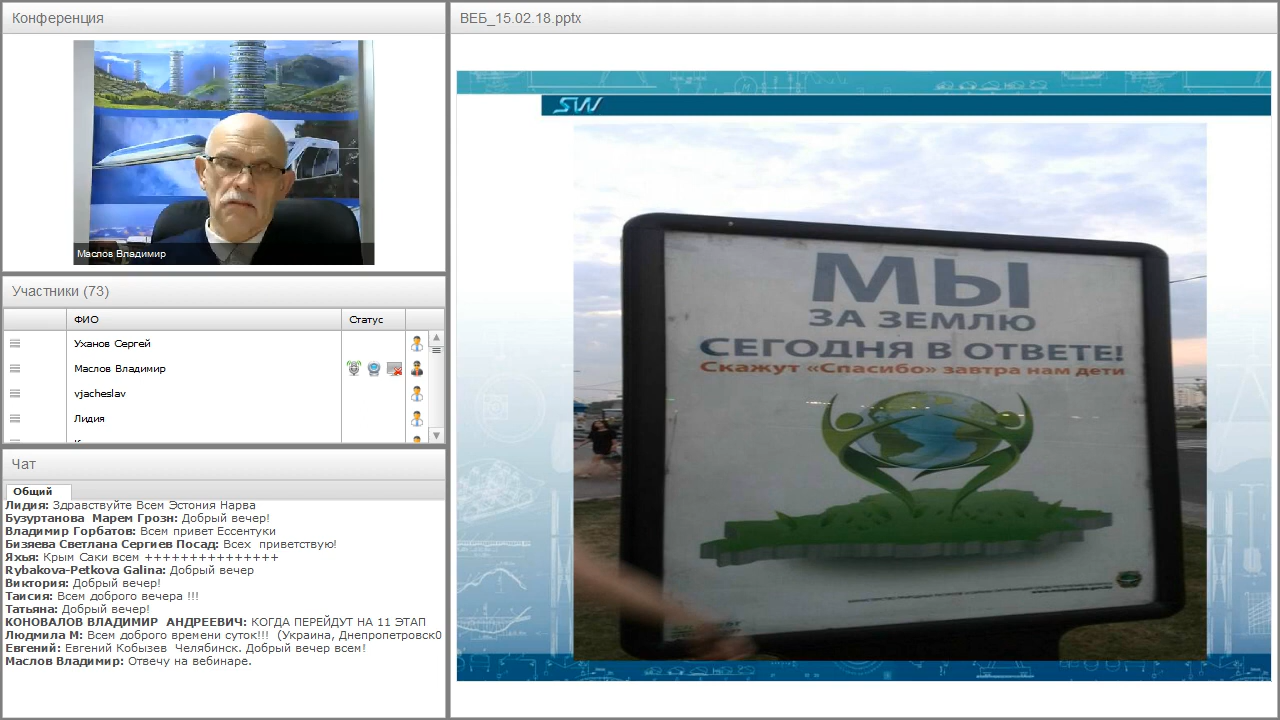 Конференция
Маслов Владимир
Участники (73)
ФИО Статус
Уханов Сергей
Маслов Владимир
vjacheslav
Лидия
Чат
Общий
Лидия: Здравствуйте Всем Эстония Нарва
Бузуртанова Марем Грозн: Добрый вечер!
Владимир Горбатов: Всем привет Ессентуки
Бизяева Светлана Сергиев Посад: Всех приветствую!
Яхья: Крым Саки всем +++++++++++++++
Rybakova-Petkova Galina: Добрый вечер
Виктория: Добрый вечер!
Таисия: Всем доброго вечера !!!
Татьяна: Добрый вечер!
КОНОВАЛОВ ВЛАДИМИР АНДРЕЕВИЧ: КОГДА ПЕРЕЙДУТ НА 11 ЭТАП
Людмила М: Всем доброго времени суток!!! (Украина, Днепропетровск0
Евгений: Евгений Кобызев Челябинск. Добрый вечер всем!
Маслов Владимир: Отвечу на вебинаре.
ВЕБ_15.02.18.pptx
SW
МЫ
ЗА ЗЕМЛЮ
СЕГОДНЯ В ОТВЕТЕ!
Скажут «Спасибо» завтра нам дети